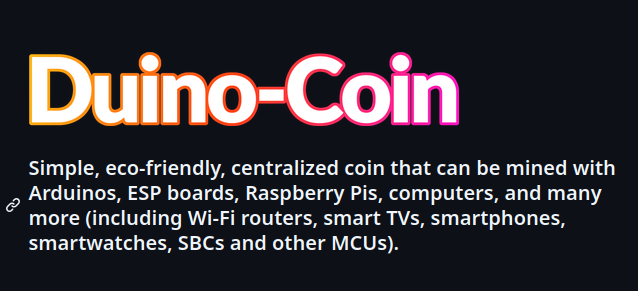 Duino-Coin
Simple, eco-friendly, centralized coin that can be mined with
Arduinos, ESP boards, Raspberry Pis, computers, and many
more (including Wi-Fi routers, smart TVs, smartphones,
smartwatches, SBCs and other MCUs).